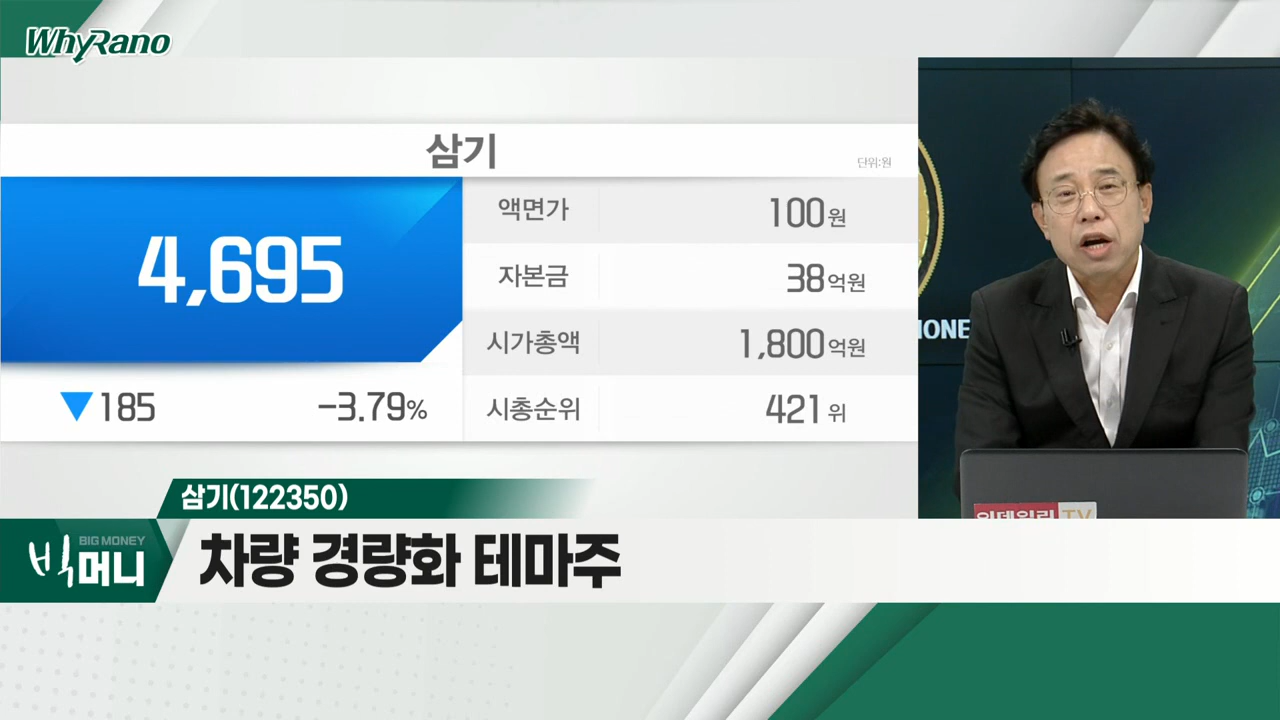 WhyRano
삼기
단위:원
4,695
▼185 -3.79%
액면가 100원
자본금 38억원
시가총액 1,800억원
시총순위 421위
삼기(122350)
BIG MONEY
빅머니
차량 경량화 테마주